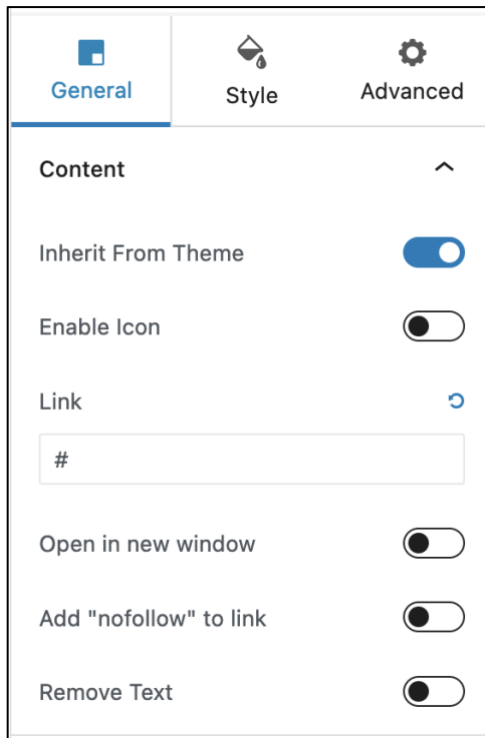 General
Style
Advanced
Content
Inherit From Theme
Enable Icon
Link
#
Open in new window
Add "nofollow" to link
Remove Text